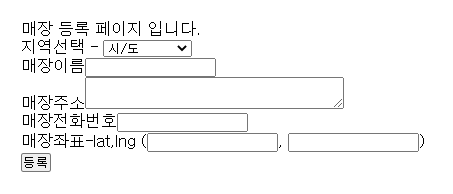 매장 등록 페이지 입니다.
지역선택 - 시/도
매장이름
매장주소
매장전화번호
매장좌표-lat,lng ( , )
등록